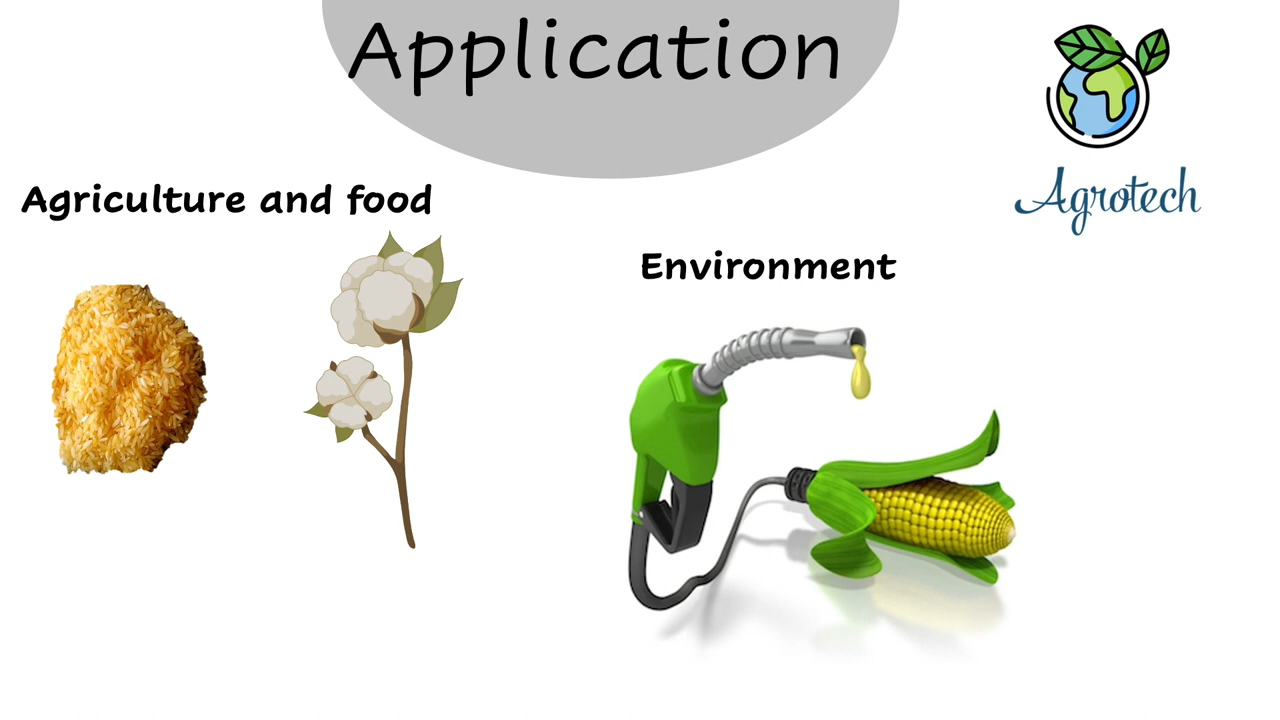 Application
Agrotech
Agriculture and food
Environment